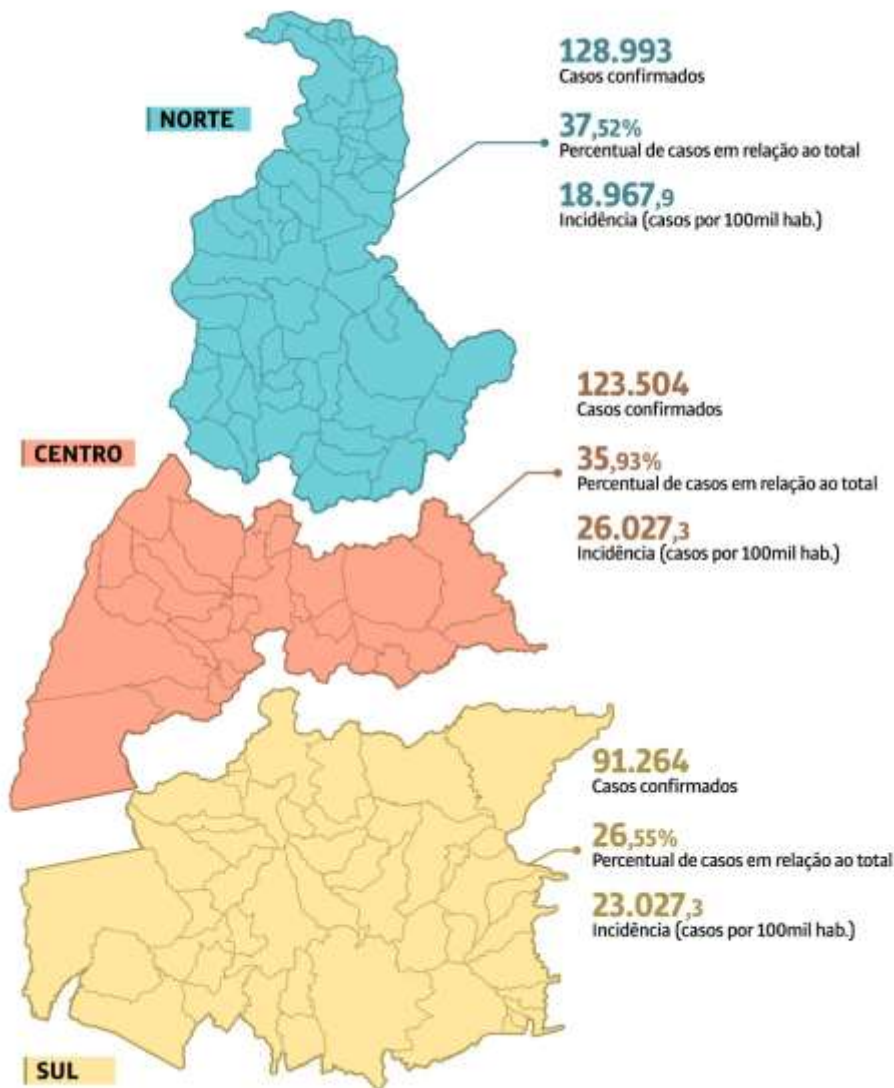 NORTE
128.993
Casos confirmados
37,52%
Percentual de casos em relação ao total
18.967,9
Incidência (casos por 100mil hab.)
CENTRO
123.504
Casos confirmados
35,93%
Percentual de casos em relação ao total
26.027,3
Incidência (casos por 100mil hab.)
91.264
Casos confirmados
26,55%
Percentual de casos em relação ao total
23.027,3
Incidência (casos por 100mil hab.)
SUL